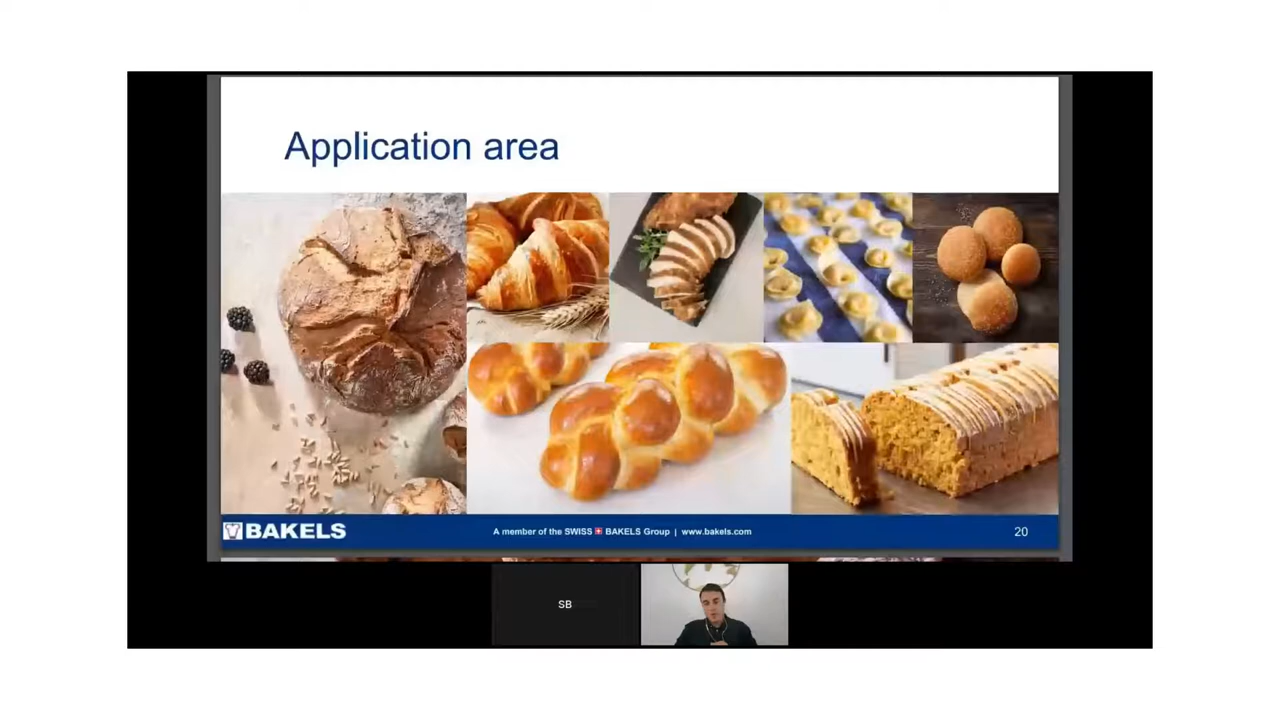 Application area
BAKELS
A member of the SWISS BAKELS Group | www.bakels.com
20
SB